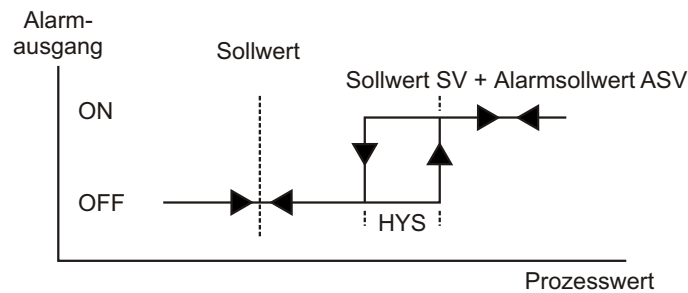 Alarm-
ausgang
Sollwert
Sollwert SV + Alarmsollwert ASV
ON
OFF
HYS
Prozesswert